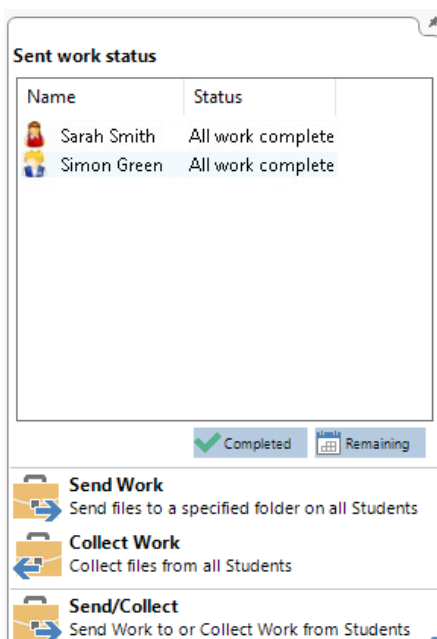 Sent work status
Name Status
Sarah Smith All work complete
Simon Green All work complete
Completed Remaining
Send Work
Send files to a specified folder on all Students
Collect Work
Collect files from all Students
Send/Collect
Send Work to or Collect Work from Students